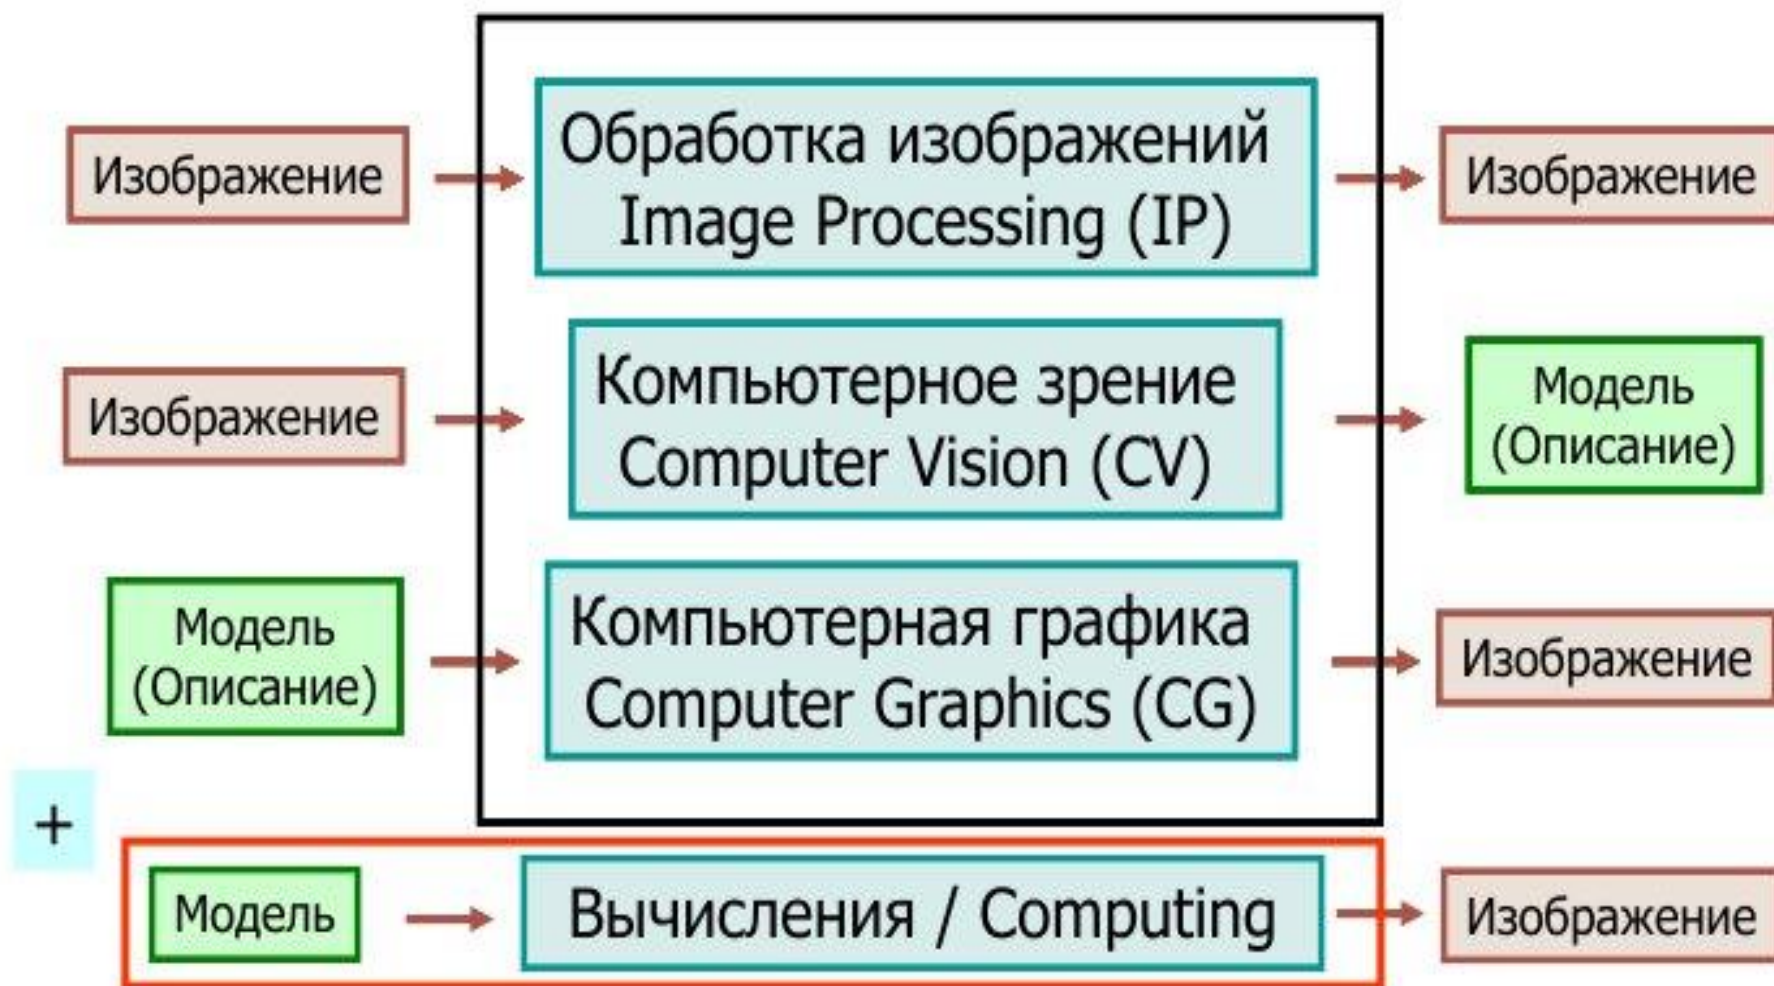 Изображение
Обработка изображений
Image Processing (IP)
Изображение
Изображение
Компьютерное зрение
Computer Vision (CV)
Модель
(Описание)
Модель
(Описание)
Компьютерная графика
Computer Graphics (CG)
Изображение
+
Модель
Вычисления / Computing
Изображение